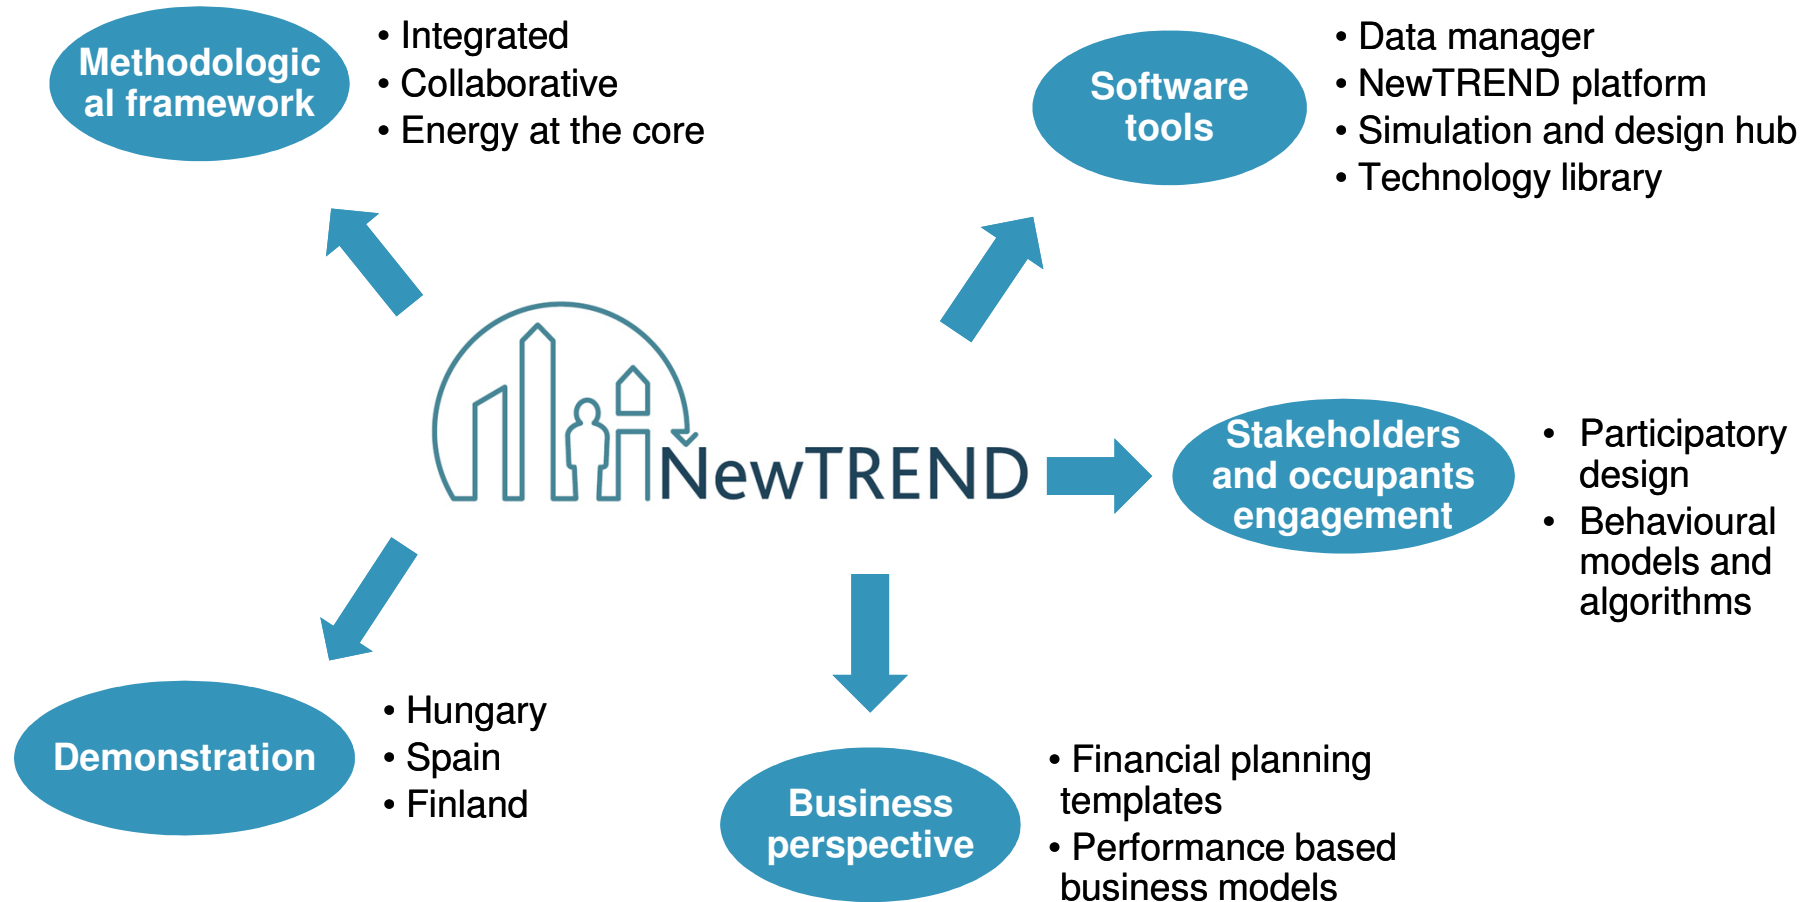 Methodologic
al framework
• Integrated
• Collaborative
• Energy at the core
Software
tools
• Data manager
• NewTREND platform
• Simulation and design hub
• Technology library
NewTREND
Stakeholders
and occupants
engagement
• Participatory
design
• Behavioural
models and
algorithms
Demonstration
• Hungary
• Spain
• Finland
Business
perspective
• Financial planning
templates
• Performance based
business models